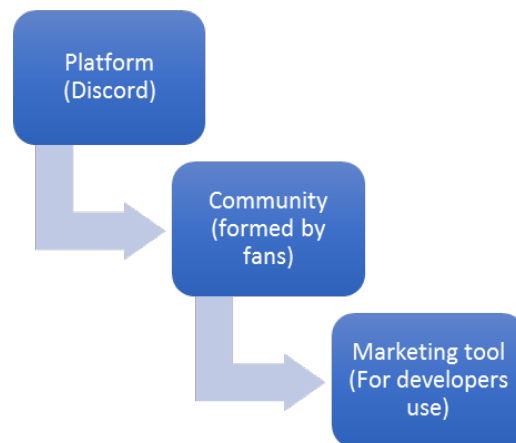 Platform
(Discord)
Community
(formed by
fans)
Marketing tool
(For developers
use)